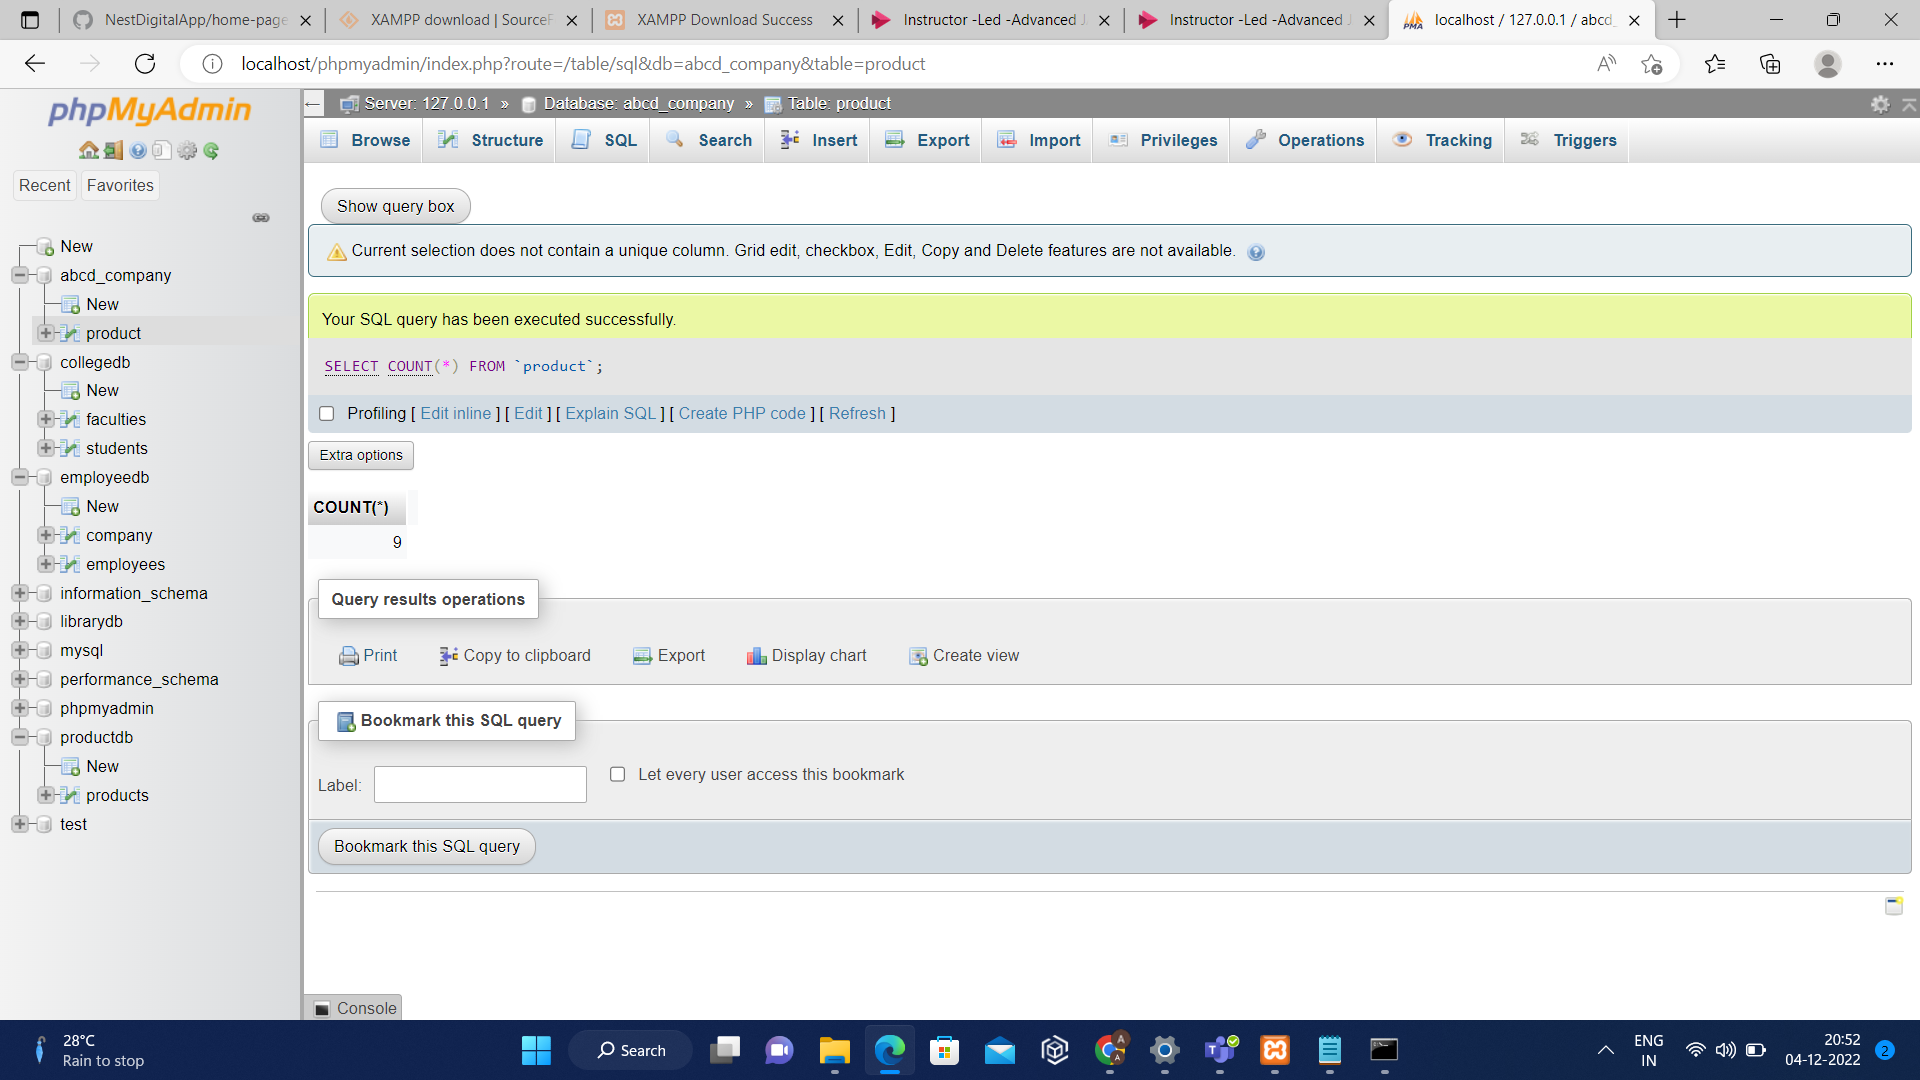 NestDigitalApp/home-page
XAMPP download | SourceF
XAMPP Download Success
Instructor -Led -Advanced J
Instructor -Led -Advanced J
localhost / 127.0.0.1 / abcd_
localhost/phpmyadmin/index.php?route=/table/sql&db=abcd_company&table=product
phpMyAdmin
Recent Favorites
New
abcd_company
New
product
collegedb
New
faculties
students
employeedb
New
company
employees
information_schema
librarydb
mysql
performance_schema
phpmyadmin
productdb
New
products
test
Server: 127.0.0.1 » Database: abcd_company » Table: product
Browse Structure SQL Search Insert Export Import Privileges Operations Tracking Triggers
Show query box
Current selection does not contain a unique column. Grid edit, checkbox, Edit, Copy and Delete features are not available.
Your SQL query has been executed successfully.
SELECT COUNT(*) FROM `product`;
Profiling [ Edit inline ] [ Edit ] [ Explain SQL ] [ Create PHP code ] [ Refresh ]
Extra options
COUNT(*)
9
Query results operations
Print Copy to clipboard Export Display chart Create view
Bookmark this SQL query
Label: Let every user access this bookmark
Bookmark this SQL query
Console
28°C
Rain to stop
Search
ENG
IN
20:52
04-12-2022
2